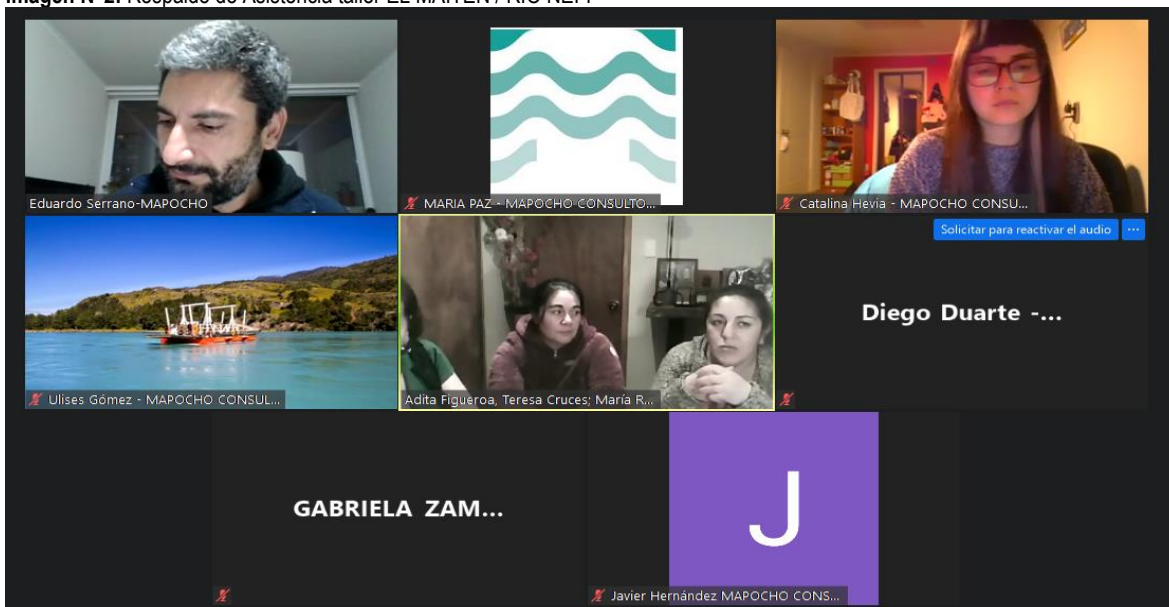 Imagen N°2: Respaldo de Asistencia taller EL MAITEN / RIO NEFI
Eduardo Serrano-MAPOCHO
MARIA PAZ - MAPOCHO CONSULTO...
Catalina Hevia - MAPOCHO CONSU...
Solicitar para reactivar el audio ...
Ulises Gómez - MAPOCHO CONSUL...
Adita Figueroa, Teresa Cruces; María R...
Diego Duarte -...
GABRIELA ZAM...
J
Javier Hernández MAPOCHO CONS...